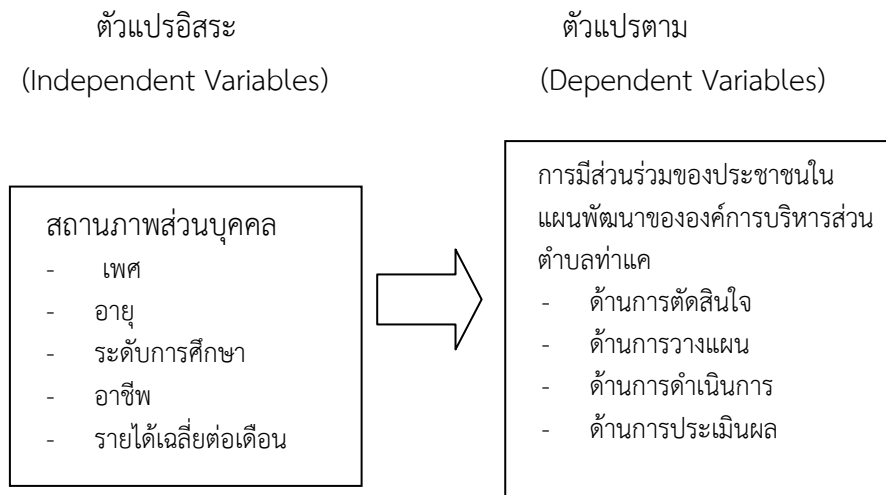 ตัวแปรอิสระ
(Independent Variables)
สถานภาพส่วนบุคคล
- เพศ
- อายุ
- ระดับการศึกษา
- อาชีพ
- รายได้เฉลี่ยต่อเดือน
ตัวแปรตาม
(Dependent Variables)
การมีส่วนร่วมของประชาชนใน
แผนพัฒนาขององค์การบริหารส่วน
ตำบลท่าแค
- ด้านการตัดสินใจ
- ด้านการวางแผน
- ด้านการดำเนินการ
- ด้านการประเมินผล